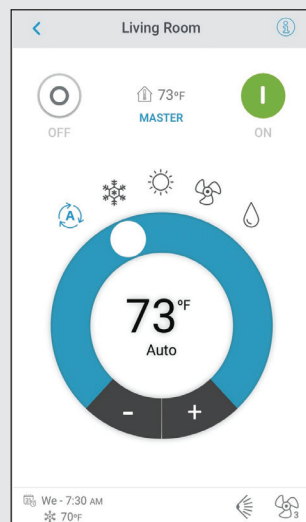 Living Room
73°F
MASTER
OFF
ON
A
73°F
Auto
- +
We - 7:30 AM
70°F
3